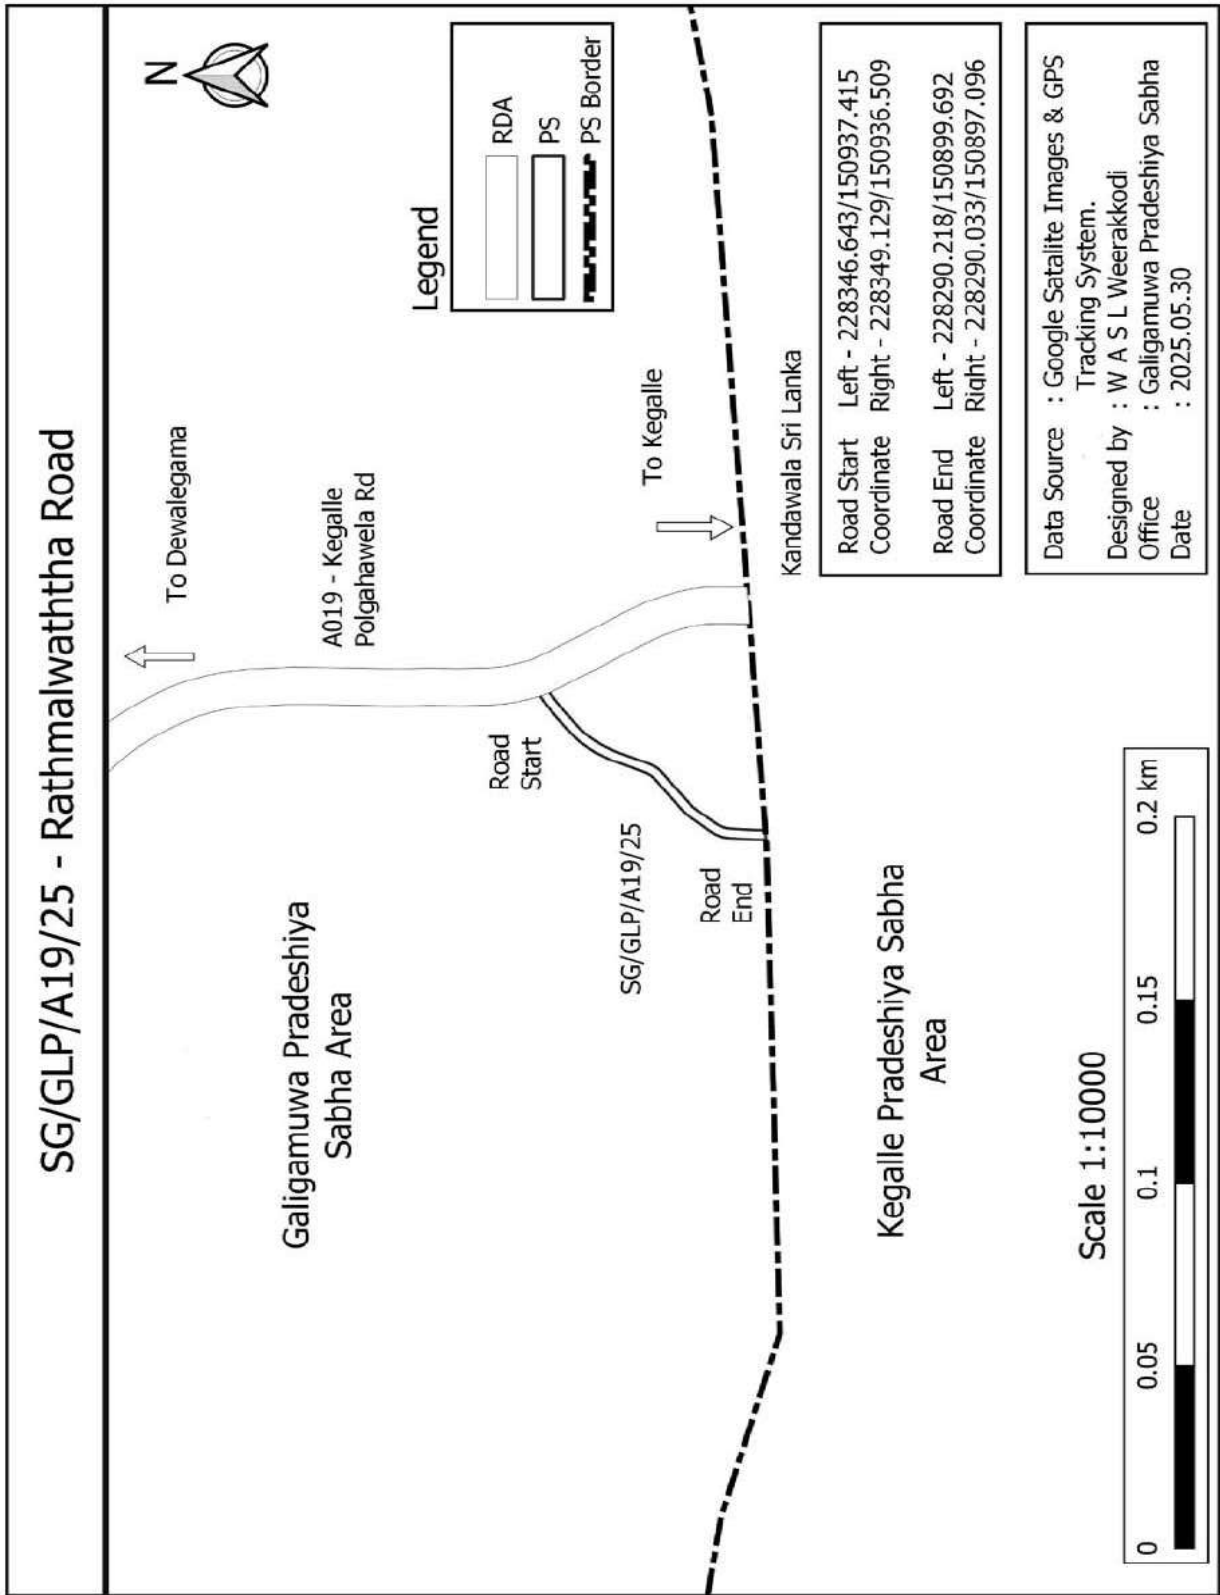 SG/GLP/A19/25 - Rathmalwaththa Road
N
To Dewalegama
A019 - Kegalle
Polgahawela Rd
Legend
RDA
PS
PS Border
Galigamuwa Pradeshiya
Sabha Area
Road
Start
SG/GLP/A19/25
Road
End
To Kegalle
Kandawala Sri Lanka
Kegalle Pradeshiya Sabha
Area
Road Start Left - 228346.643/150937.415
Coordinate Right - 228349.129/150936.509
Road End Left - 228290.218/150899.692
Coordinate Right - 228290.033/150897.096
Scale 1:10000
0 0.05 0.1 0.15 0.2 km
Data Source : Google Satalite Images & GPS
Tracking System.
Designed by : W A S L Weerakkodi
Office : Galigamuwa Pradeshiya Sabha
Date : 2025.05.30